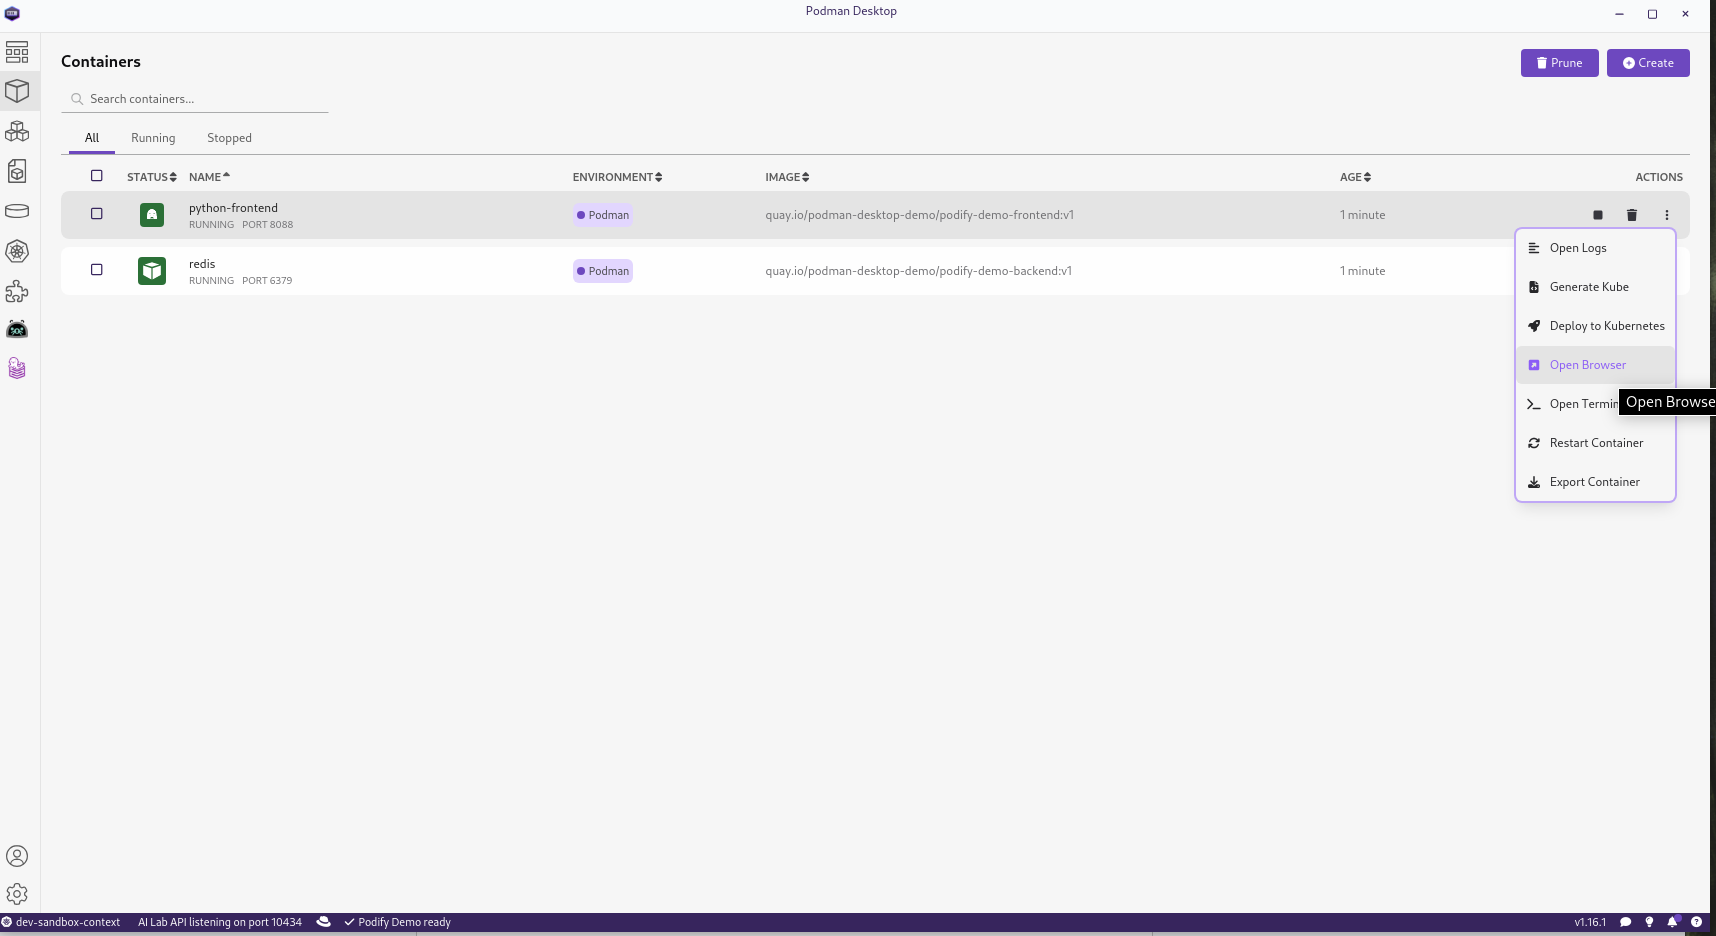 Podman Desktop
Containers
Prune
Create
Search containers...
All Running Stopped
STATUS NAME ENVIRONMENT IMAGE AGE ACTIONS
python-frontend
RUNNING PORT 8088
Podman
quay.io/podman-desktop-demo/podify-demo-frontend:v1
1 minute
redis
RUNNING PORT 6379
Podman
quay.io/podman-desktop-demo/podify-demo-backend:v1
1 minute
Open Logs
Generate Kube
Deploy to Kubernetes
Open Browser
Open Termin
Open Browse
Restart Container
Export Container
dev-sandbox-context AI Lab API listening on port 10434 Podify Demo ready v1.16.1